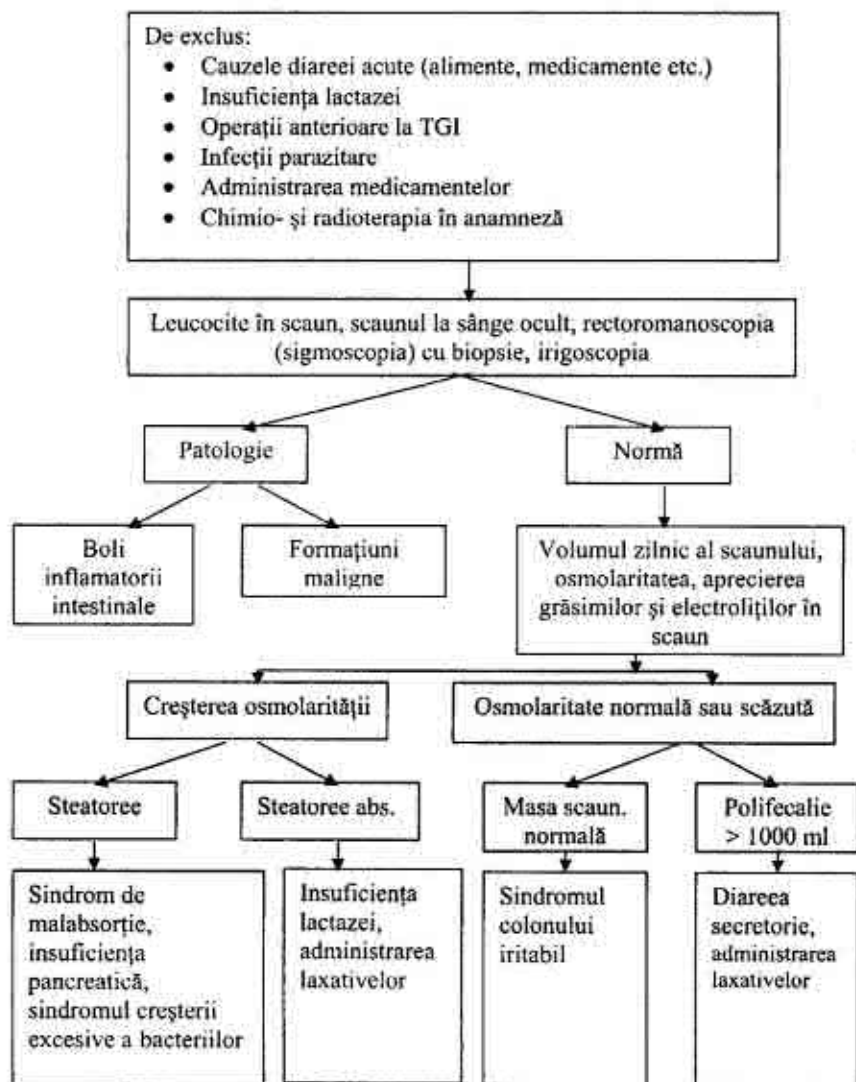 De exclus:
• Cauzele diareei acute (alimente, medicamente etc.)
• Insuficiența lactazei
• Operații anterioare la TGI
• Infecții parazitare
• Administrarea medicamentelor
• Chimio- și radioterapia în anamneză
Leucocite în scaun, scaunul la sânge ocult, rectoromanoscopia
(sigmoscopia) cu biopsie, irigoscopia
Patologie
Normă
Boli
inflamatorii
intestinale
Formațiuni
maligne
Volumul zilnic al scaunului,
osmolaritatea, aprecierea
grăsimilor și electroliților în
scaun
Creșterea osmolarității
Osmolaritate normală sau scăzută
Steatoree
Steatoree abs.
Masa scaun.
normală
Polifecalie
> 1000 ml
Sindrom de
malabsorție,
insuficiența
pancreatică,
sindromul creșterii
excesive a bacteriilor
Insuficiența
lactazei,
administrarea
laxativelor
Sindromul
colonului
iritabil
Diareea
secretorie,
administrarea
laxativelor